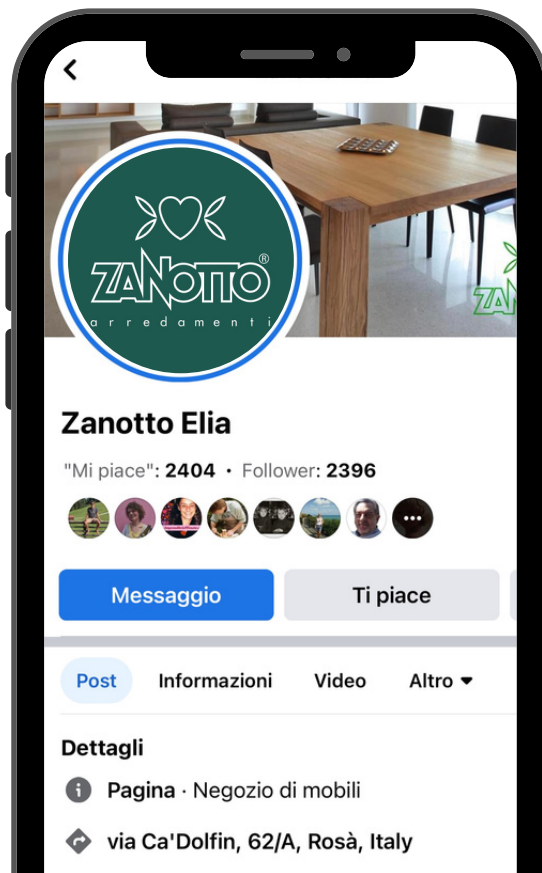 ZANOTTO®
arredamenti
ZAN
Zanotto Elia
"Mi piace": 2404 · Follower: 2396
Messaggio
Ti piace
Post
Informazioni
Video
Altro
Dettagli
Pagina · Negozio di mobili
via Ca'Dolfin, 62/A, Rosà, Italy